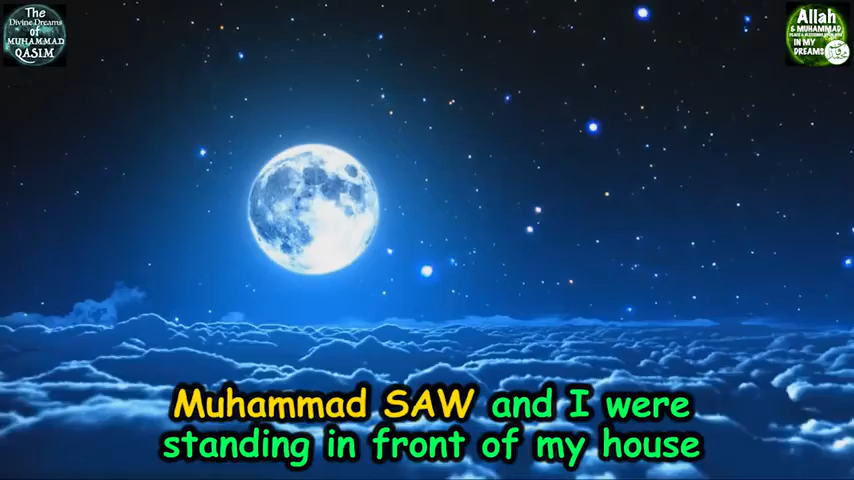 The
Divine Dreams
of
MUHAMMAD
QASIM
Allah
& MUHAMMAD
IN MY
DREAMS
Muhammad SAW and I were
standing in front of my house